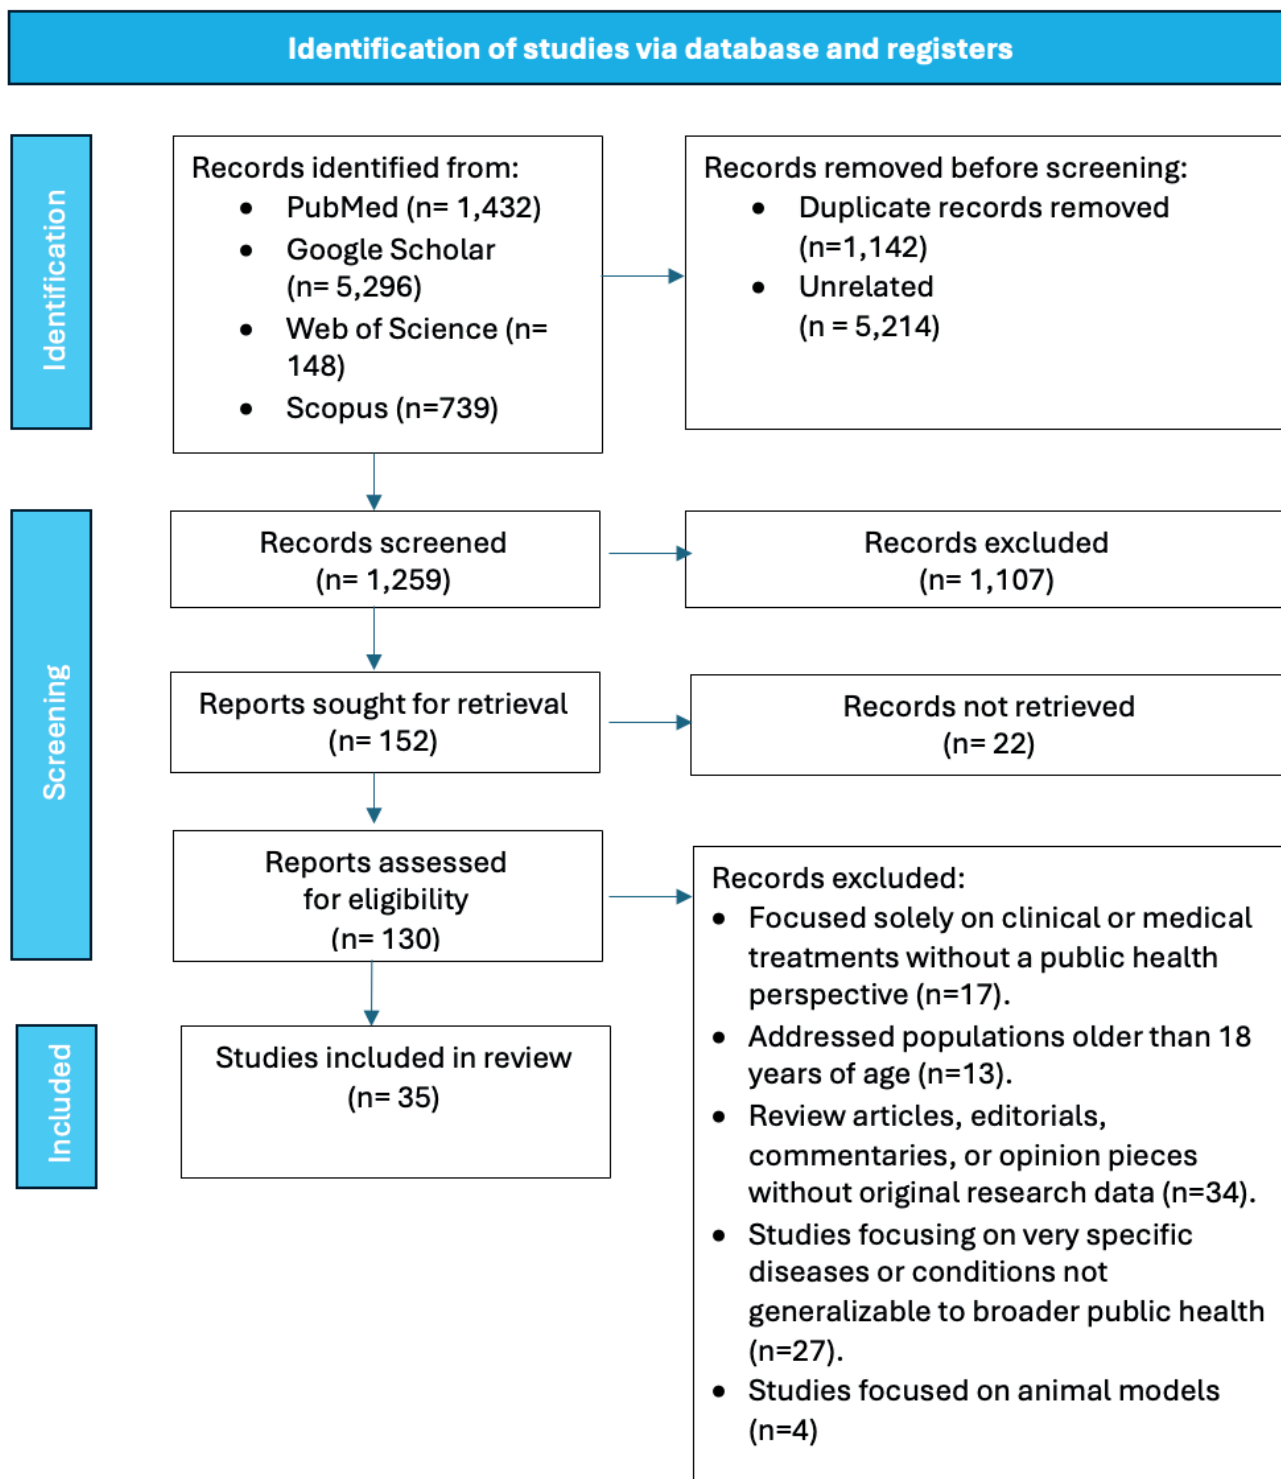 Identification of studies via database and registers
Identification
Records identified from:
• PubMed (n= 1,432)
• Google Scholar
(n= 5,296)
• Web of Science (n=
148)
• Scopus (n=739)
Records removed before screening:
• Duplicate records removed
(n=1,142)
• Unrelated
(n = 5,214)
Screening
Records screened
(n= 1,259)
Records excluded
(n= 1,107)
Reports sought for retrieval
(n= 152)
Records not retrieved
(n= 22)
Reports assessed
for eligibility
(n= 130)
Records excluded:
• Focused solely on clinical or medical
treatments without a public health
perspective (n=17).
• Addressed populations older than 18
years of age (n=13).
• Review articles, editorials,
commentaries, or opinion pieces
without original research data (n=34).
• Studies focusing on very specific
diseases or conditions not
generalizable to broader public health
(n=27).
• Studies focused on animal models
(n=4)
Included
Studies included in review
(n= 35)